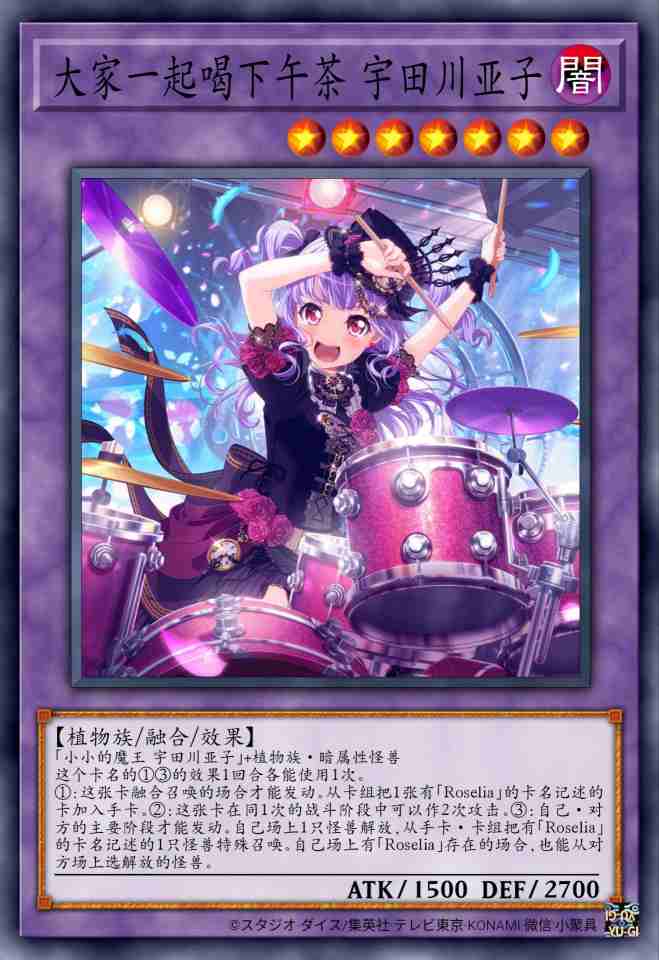 大家一起喝下午茶 宇田川亚子
闇
【植物族/融合/效果】
「小小的魔王 宇田川亚子」+植物族·暗属性怪兽
这个卡名的①③的效果1回合各能使用1次。
①:这张卡融合召唤的场合才能发动。从卡组把1张有「Roselia」的卡名记述的
卡加入手卡。②:这张卡在同1次的战斗阶段中可以作2次攻击。③:自己·对
方的主要阶段才能发动。自己场上1只怪兽解放,从手卡·卡组把有「Roselia」
的卡名记述的1只怪兽特殊召唤。自己场上有「Roselia」存在的场合,也能从对
方场上选解放的怪兽。
ATK/1500 DEF/2700
©スタジオ·ダイス/集英社·テレビ東京·KONAMI 微信:小聚具